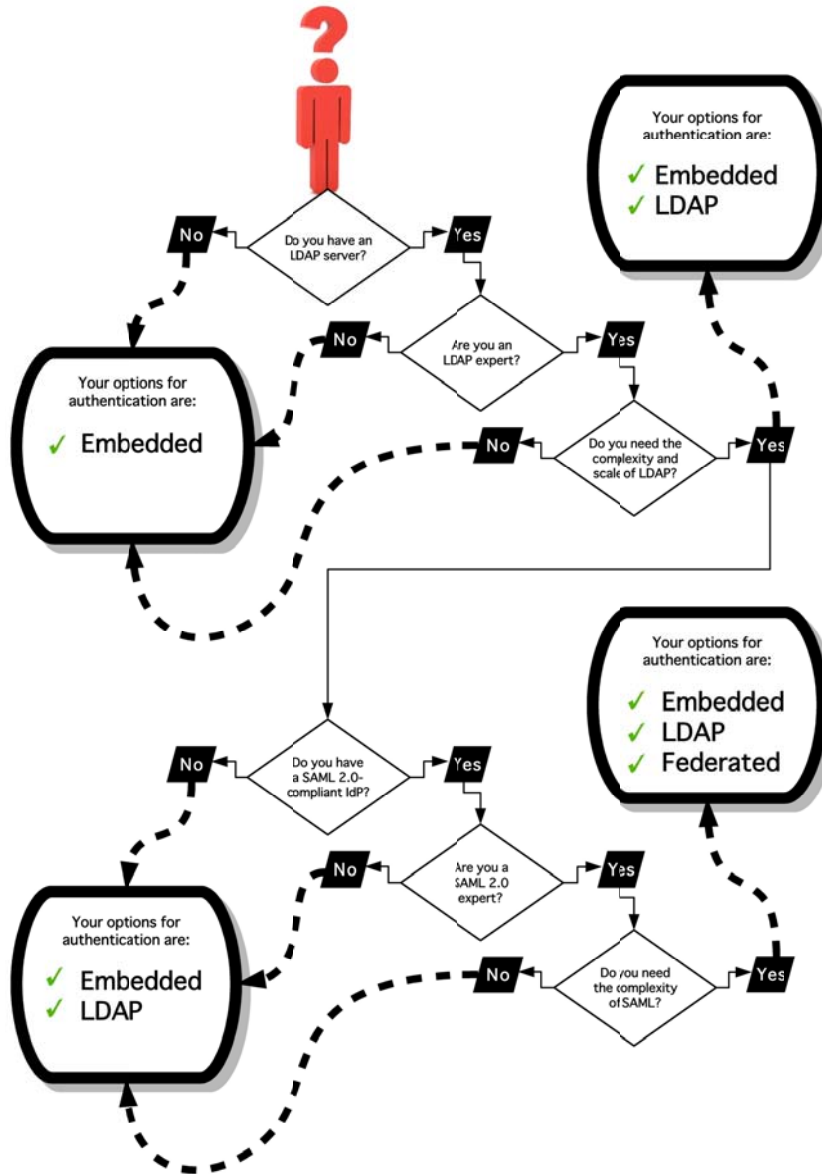 ?
Your options for
authentication are:
✓ Embedded
✓ LDAP
Do you have an
LDAP server?
No
Yes
Are you an
LDAP expert?
No
Yes
Your options for
authentication are:
✓ Embedded
Do you need the
complexity and
scale of LDAP?
No
Yes
Your options for
authentication are:
✓ Embedded
✓ LDAP
✓ Federated
Do you have
a SAML 2.0-
compliant IdP?
No
Yes
Are you a
SAML 2.0
expert?
No
Yes
Your options for
authentication are:
✓ Embedded
✓ LDAP
Do you need
the complexity
of SAML?
No
Yes